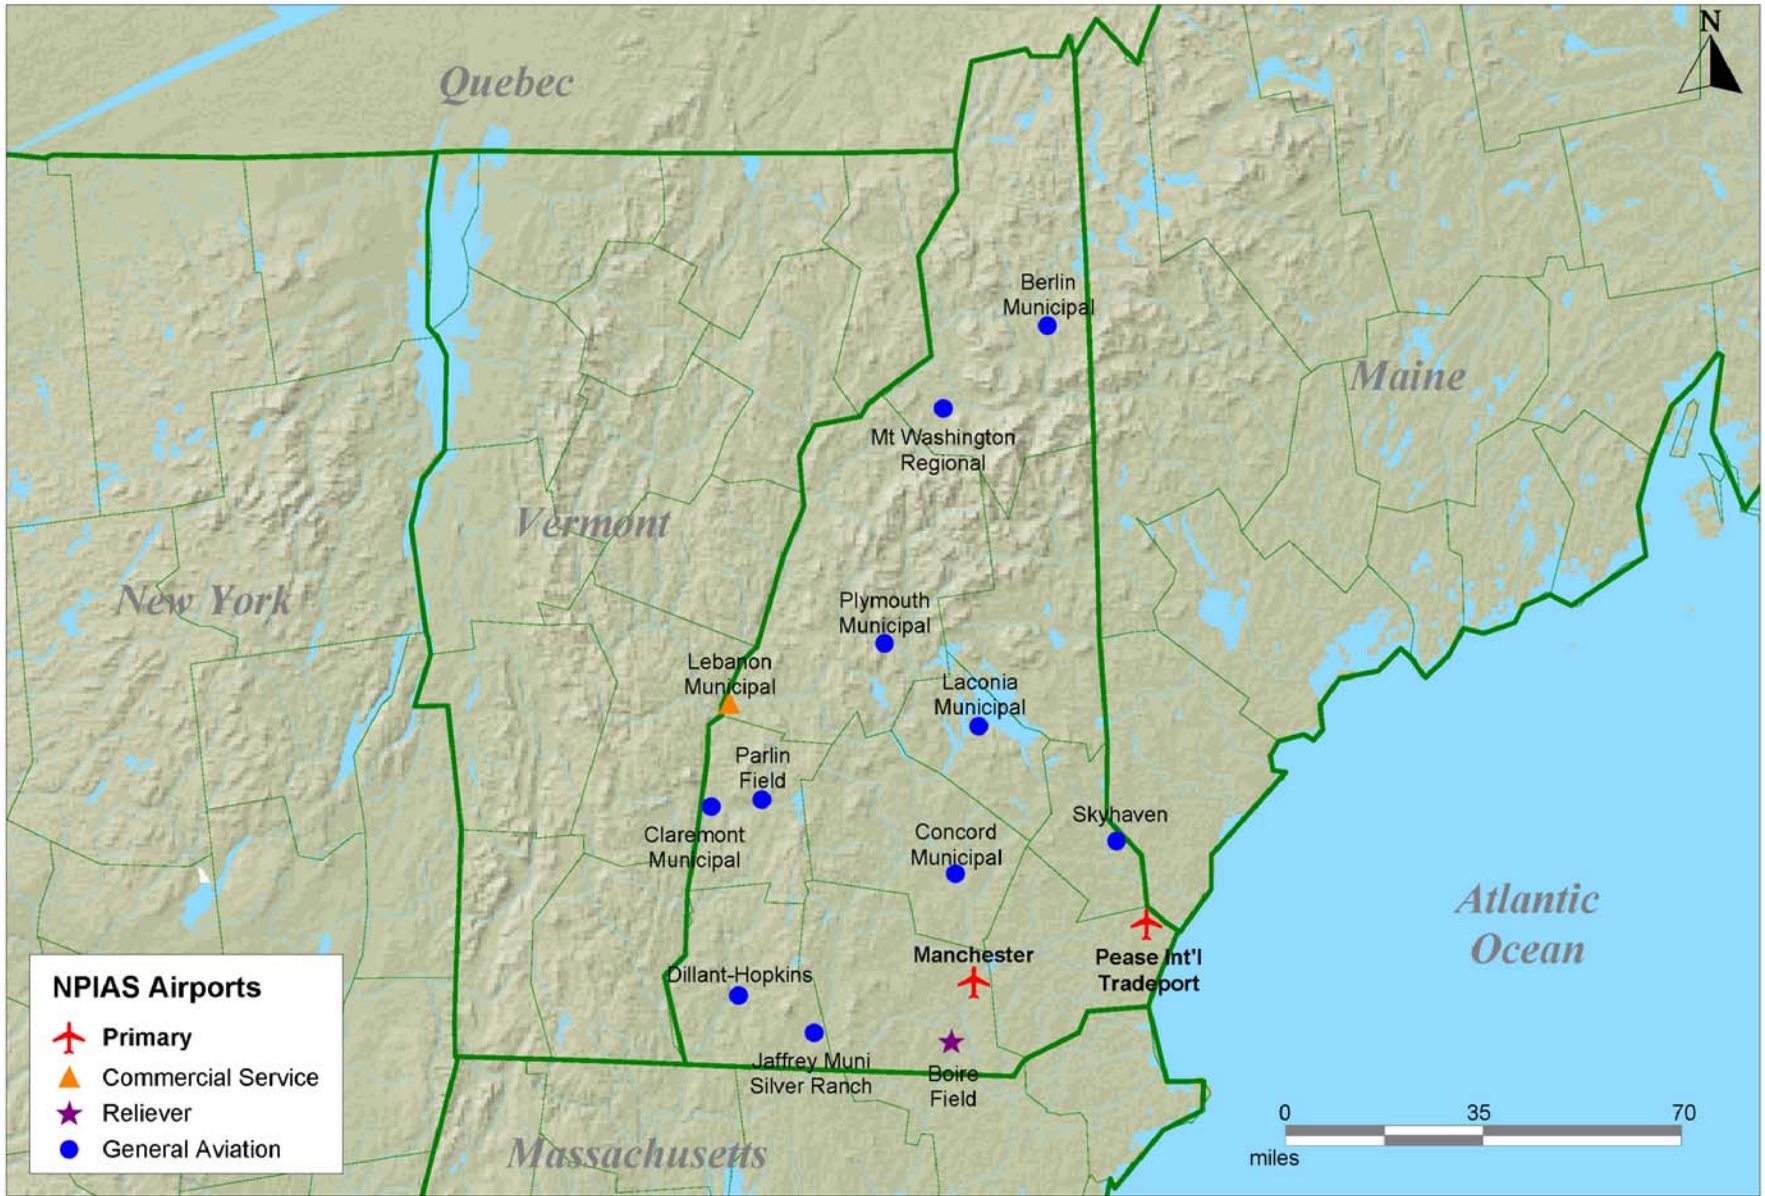 N
Quebec
Berlin
Municipal
Maine
Mt Washington
Regional
Vermont
New York
Plymouth
Municipal
Lebanon
Municipal
Laconia
Municipal
Parlin
Field
Claremont
Municipal
Concord
Municipal
Skyhaven
Atlantic
Ocean
Manchester
Pease Int'l
Tradeport
Dillant-Hopkins
Jaffrey Muni
Silver Ranch
Boire
Field
Massachusetts
NPIAS Airports
Primary
Commercial Service
Reliever
General Aviation
0 35 70
miles